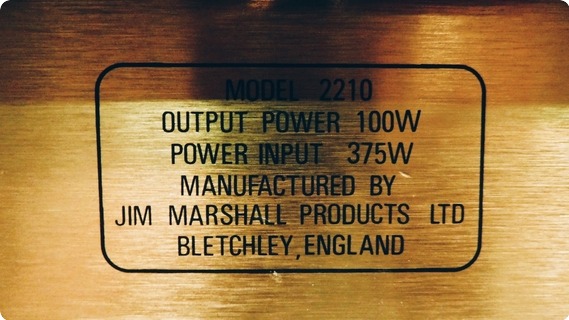 MODEL 2210
OUTPUT POWER 100W
POWER INPUT 375W
MANUFACTURED BY
JIM MARSHALL PRODUCTS LTD
BLETCHLEY, ENGLAND